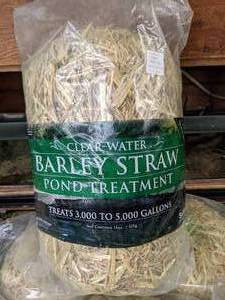 CLEAR-WATER
BARLEY STRAW
POND TREATMENT
TREATS 3,000 TO 5,000 GALLONS